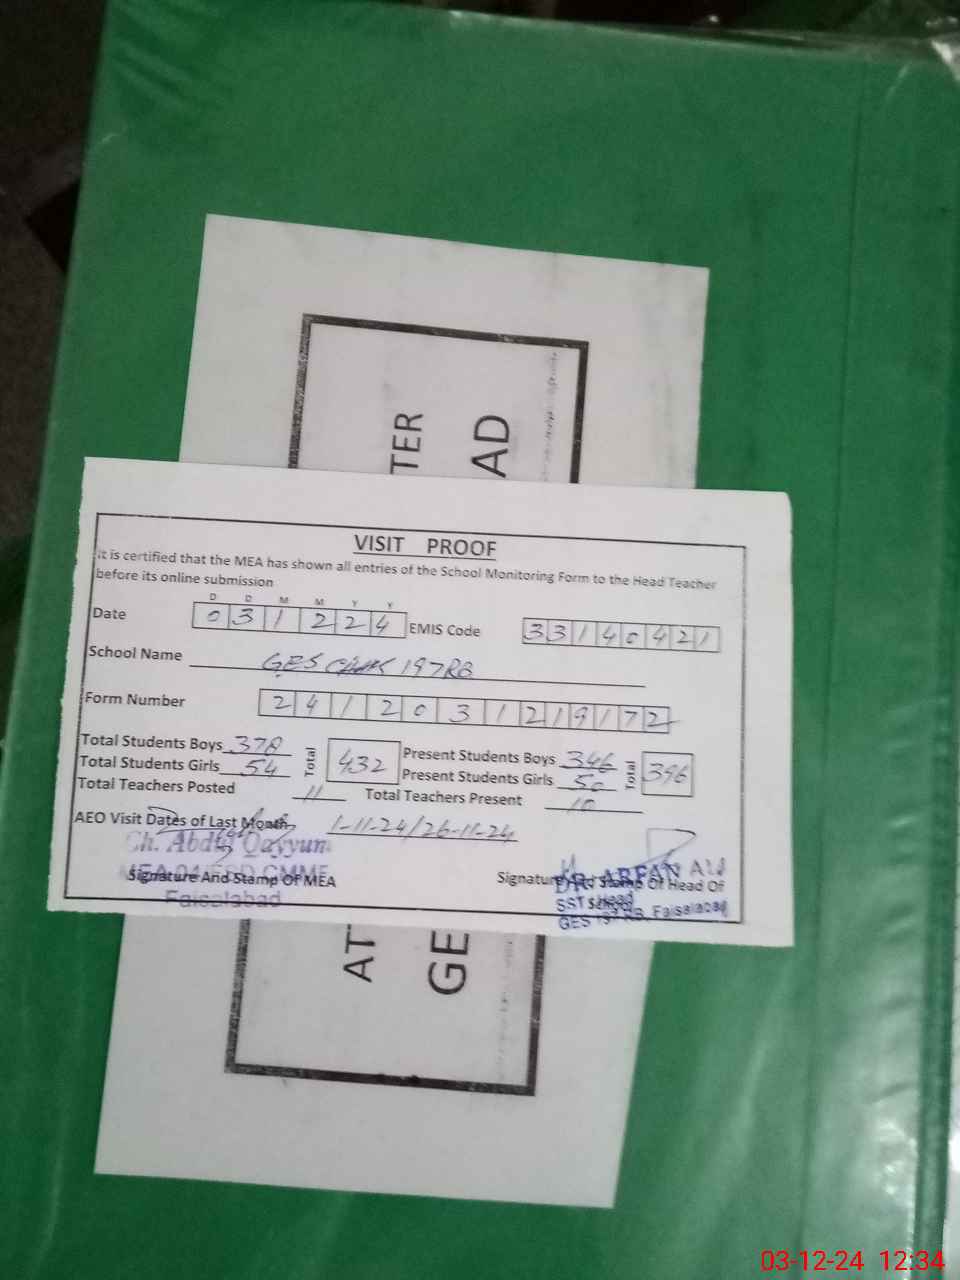 TER
AD
VISIT PROOF
It is certified that the MEA has shown all entries of the School Monitoring Form to the Head Teacher
before its online submission
D D M M Y Y
Date 0 3 1 2 2 4 EMIS Code 3 3 1 4 0 4 2 1
School Name GES 197RB
Form Number 2 4 1 2 0 3 1 2 1 9 1 7 2
Total Students Boys 378 Total 432 Present Students Boys 346 Total 396
Total Students Girls 54 Present Students Girls 50
Total Teachers Posted 11 Total Teachers Present 10
AEO Visit Dates of Last Month 1-11-24/26-11-24
Ch. Abdul Qayyum
Signature And Stamp Of MEA
Faisalabad
DR. ARFAN ALI
Signature And Stamp Of Head Of
SST Head
School
GES 197 RB, Faisalabad
AT
GE
03-12-24 12:34